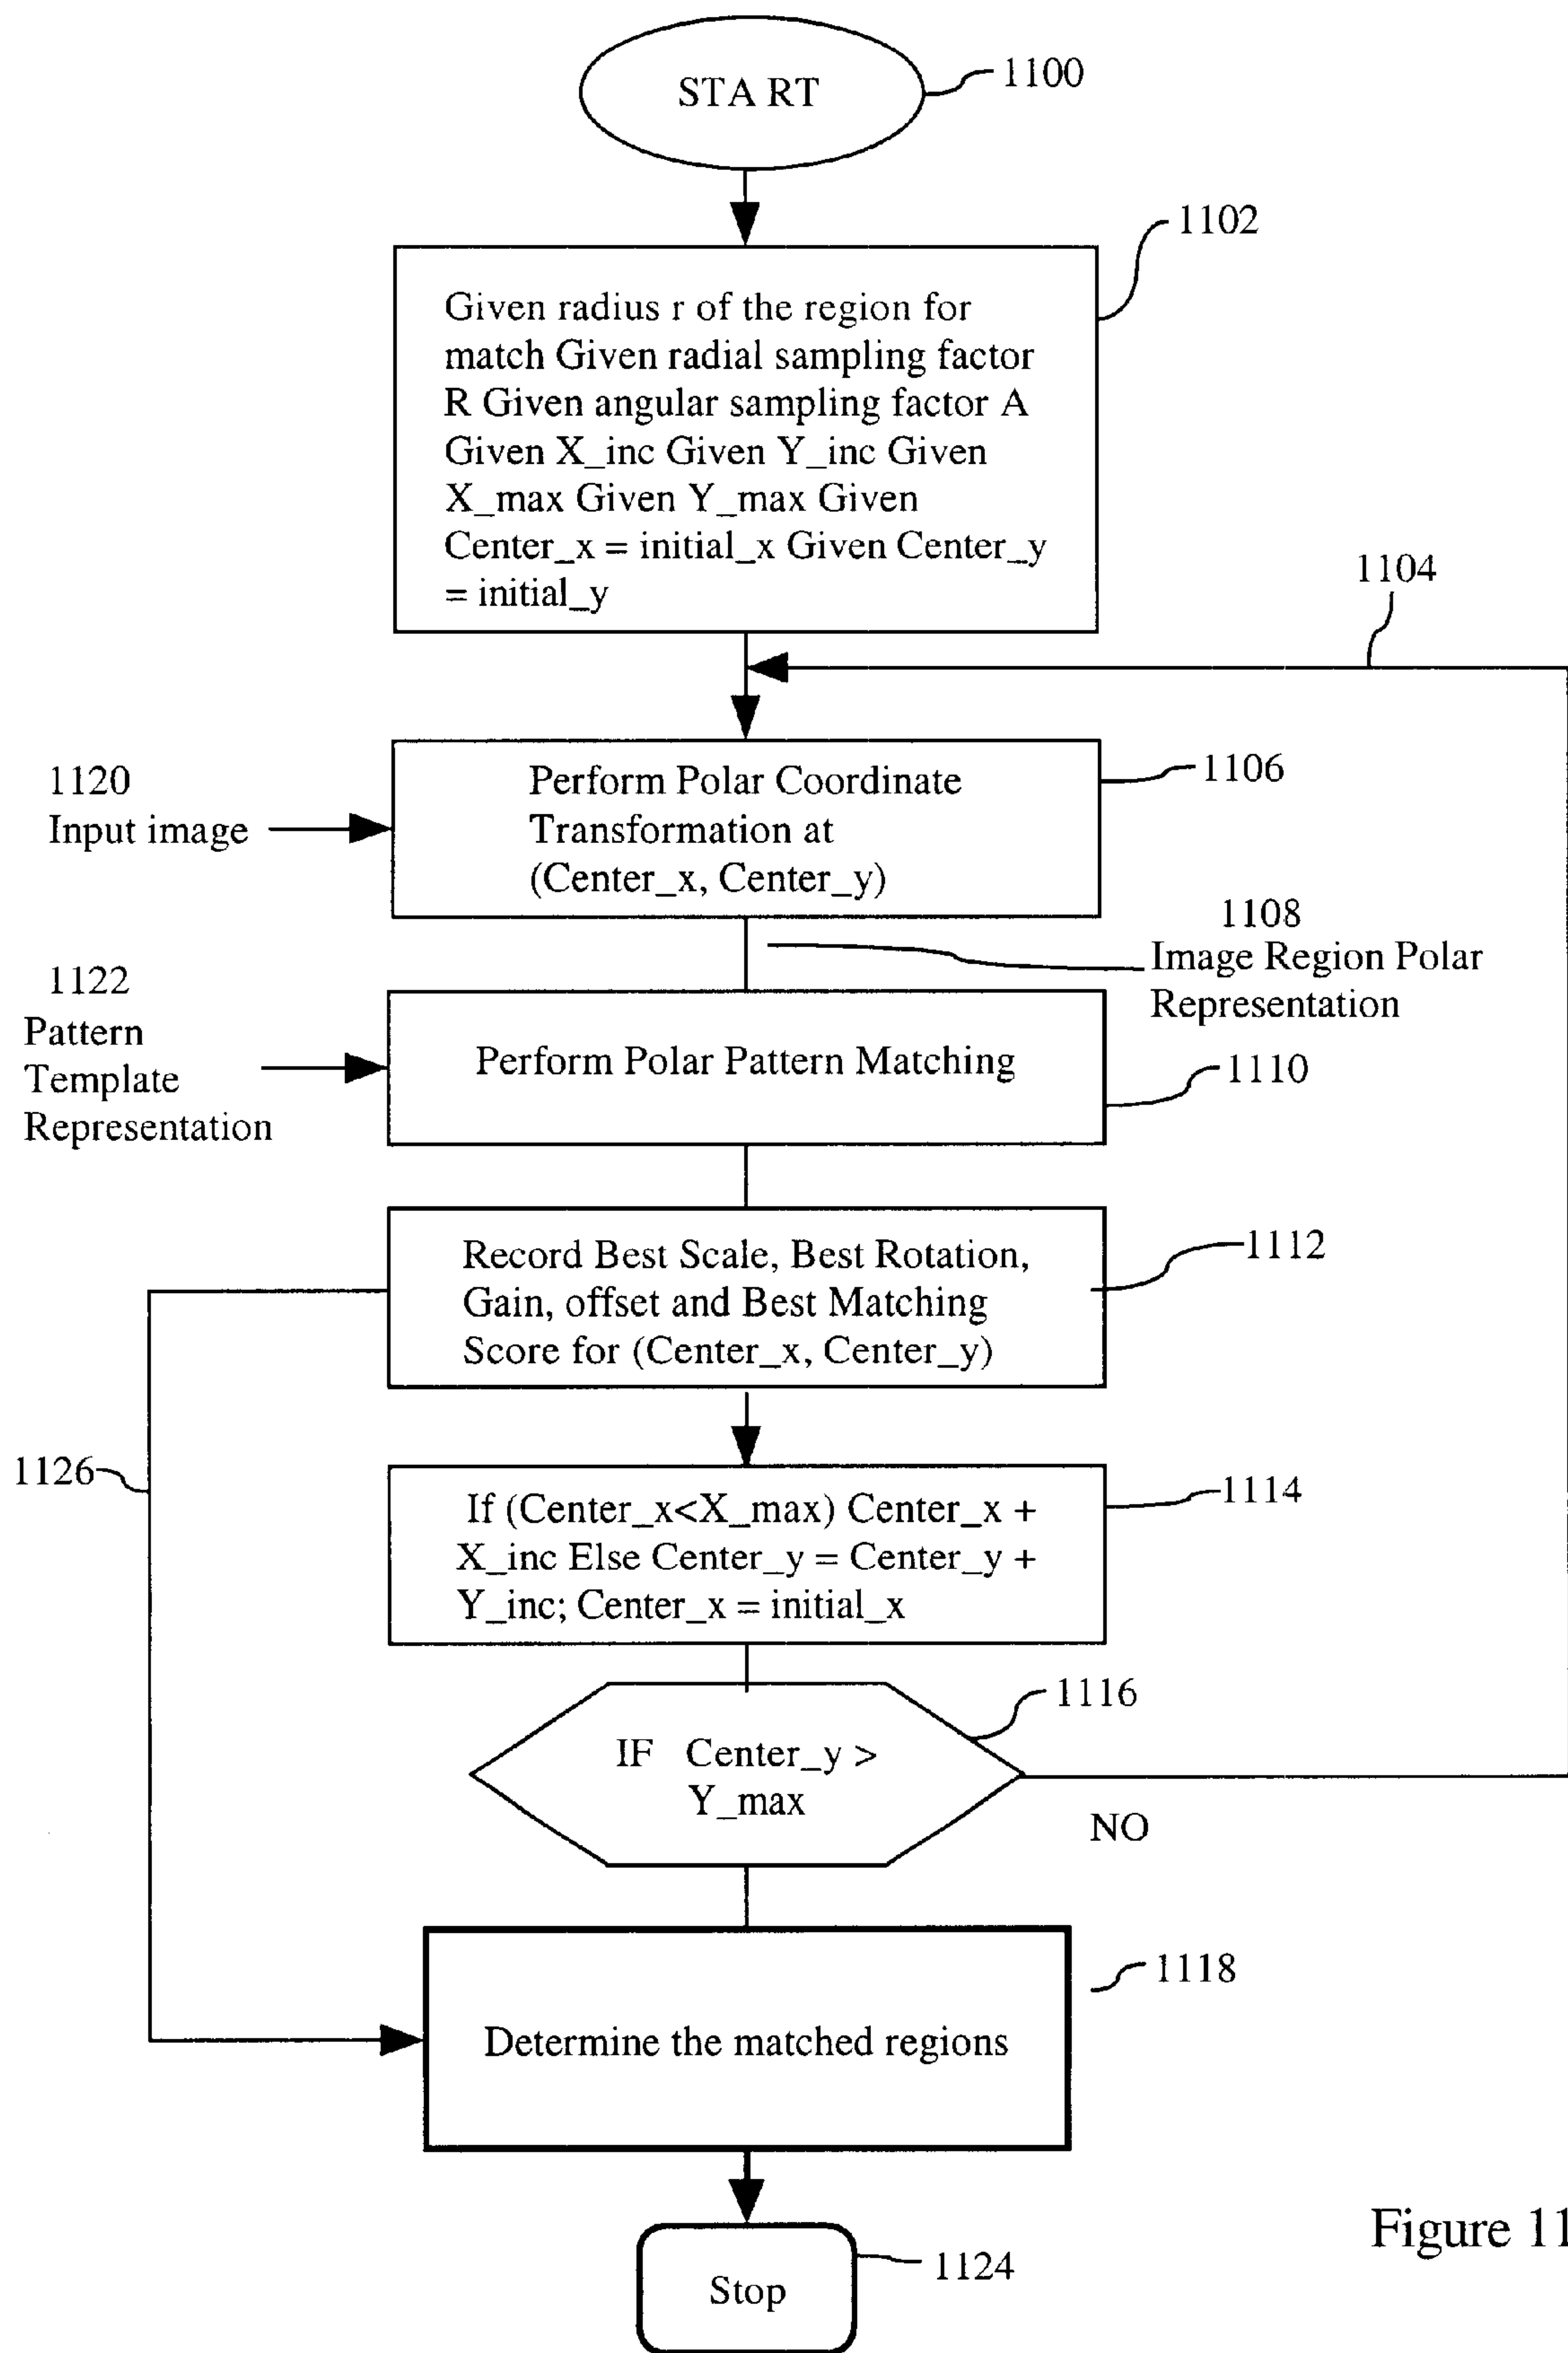 STA RT
1100
1102
Given radius r of the region for
match Given radial sampling factor
R Given angular sampling factor A
Given X_inc Given Y_inc Given
X_max Given Y_max Given
Center_x = initial_x Given Center_y
= initial_y
1104
1120
Input image
Perform Polar Coordinate
Transformation at
(Center_x, Center_y)
1106
1108
Image Region Polar
Representation
1122
Pattern
Template
Representation
Perform Polar Pattern Matching
1110
Record Best Scale, Best Rotation,
Gain, offset and Best Matching
Score for (Center_x, Center_y)
1112
1126
If (Center_x<X_max) Center_x +
X_inc Else Center_y = Center_y +
Y_inc; Center_x = initial_x
1114
1116
IF Center_y >
Y_max
NO
1118
Determine the matched regions
Figure 11
Stop
1124